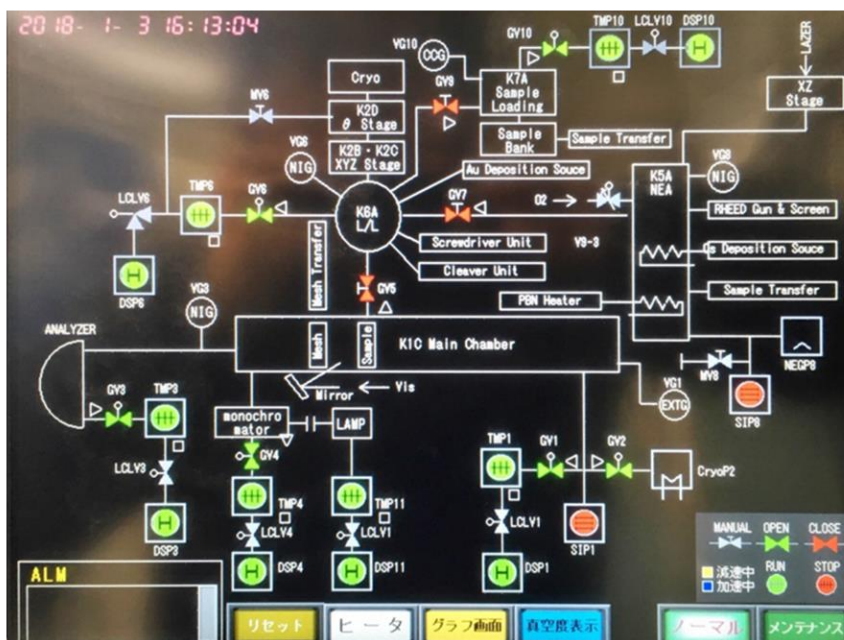 2018- 1- 3 16:13:04
TMP10
LCLV10
DSP10
GV10
VG10
CCG
GV9
K7A
Sample
Loading
Sample
Bank
Sample Transfer
LAZER
XZ
Stage
Cryo
K2D
θ Stage
K2B・K2C
XYZ Stage
MV6
VG6
NIG
Au Deposition Souce
LCLV6
TMP6
GV6
K6A
L/L
GV7
O2
V9-3
K5A
NEA
VG8
NIG
RHEED Gun & Screen
Cs Deposition Souce
Sample Transfer
PBN Heater
Screwdriver Unit
Cleaver Unit
DSP6
Mesh Transfer
GV5
VG3
NIG
ANALYZER
Mesh
Sample
K1C Main Chamber
MV8
NEGP8
SIP8
Mirror
Vis
VG1
EXTG
GV3
TMP3
monochro
mator
LAMP
GV4
LCLV3
TMP4
TMP11
TMP1
GV1
GV2
CryoP2
LCLV4
LCLV1
LCLV1
DSP3
DSP4
DSP11
DSP1
SIP1
MANUAL
OPEN
CLOSE
減速中
加速中
RUN
STOP
ALM
リセット
ヒータ
グラフ画面
真空度表示
ノーマル
メンテナンス